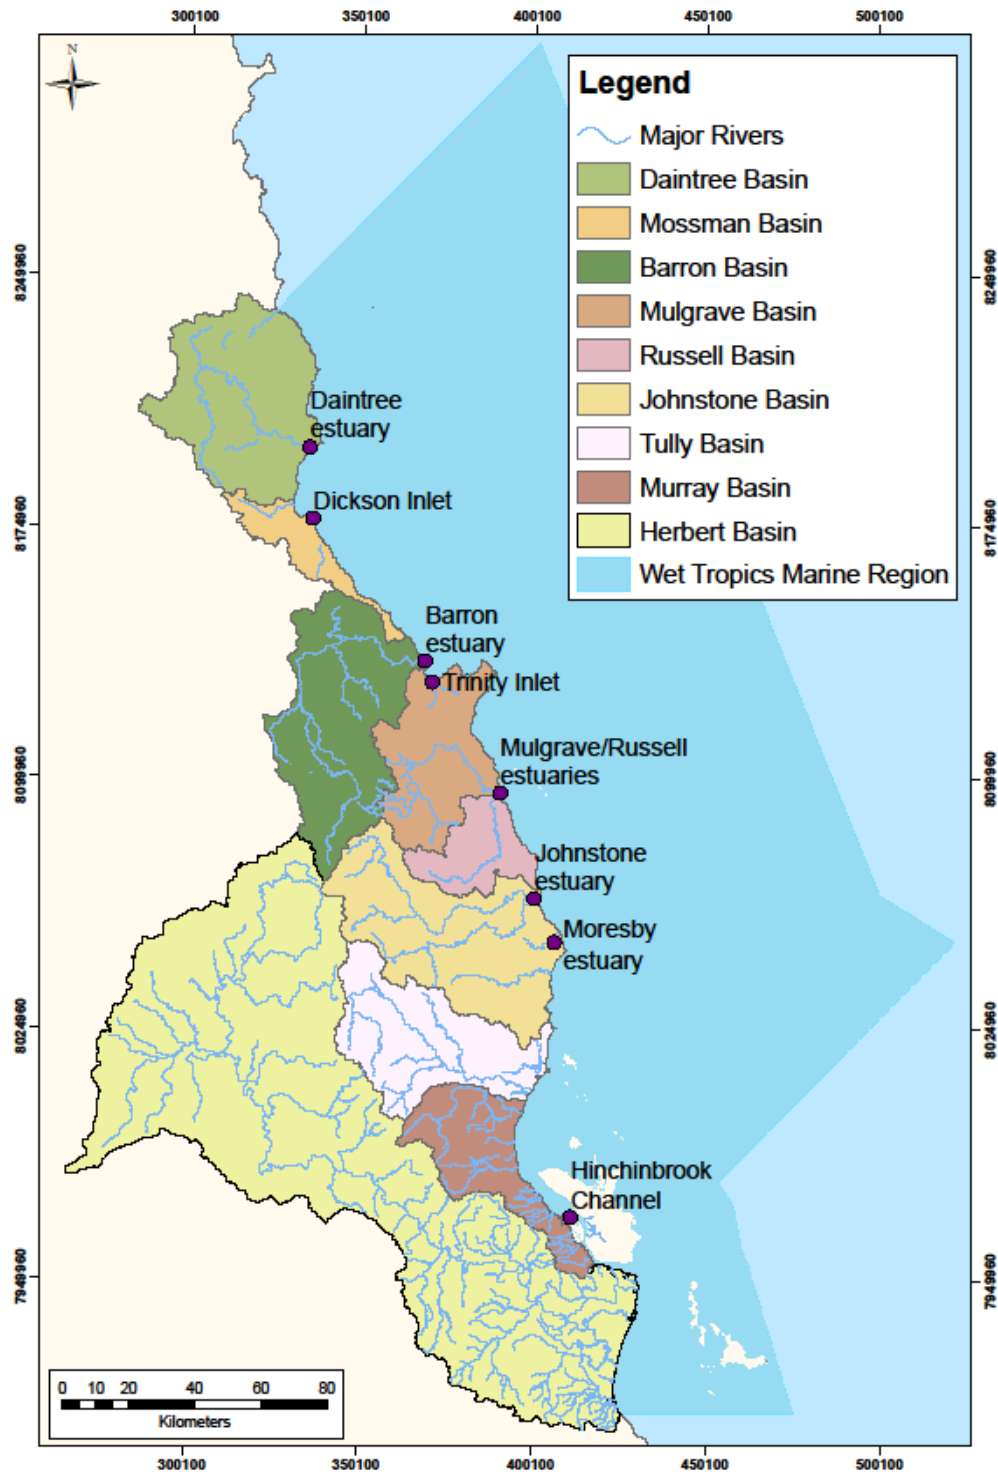 300100 350100 400100 450100 500100
N
Legend
Major Rivers
Daintree Basin
Mossman Basin
Barron Basin
Mulgrave Basin
Russell Basin
Johnstone Basin
Tully Basin
Murray Basin
Herbert Basin
Wet Tropics Marine Region
8249960 8249960
Daintree
estuary
Dickson Inlet
8174960 8174960
Barron
estuary
Trinity Inlet
Mulgrave/Russell
estuaries
8099960 8099960
Johnstone
estuary
Moresby
estuary
8024960 8024960
Hinchinbrook
Channel
7949960 7949960
0 10 20 40 60 80
Kilometers
300100 350100 400100 450100 500100